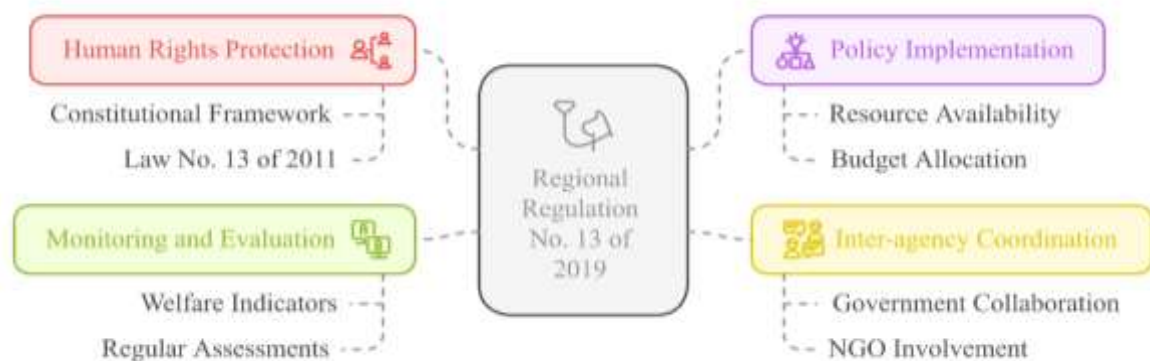 Human Rights Protection
Constitutional Framework
Law No. 13 of 2011
Monitoring and Evaluation
Welfare Indicators
Regular Assessments
Regional
Regulation
No. 13 of
2019
Policy Implementation
Resource Availability
Budget Allocation
Inter-agency Coordination
Government Collaboration
NGO Involvement